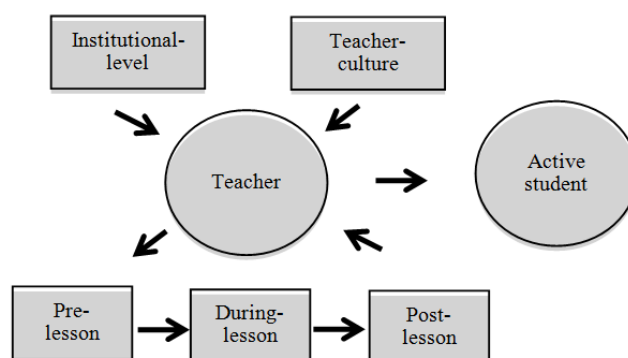 Institutional-
level
Teacher-
culture
Teacher
Active
student
Pre-
lesson
During-
lesson
Post-
lesson